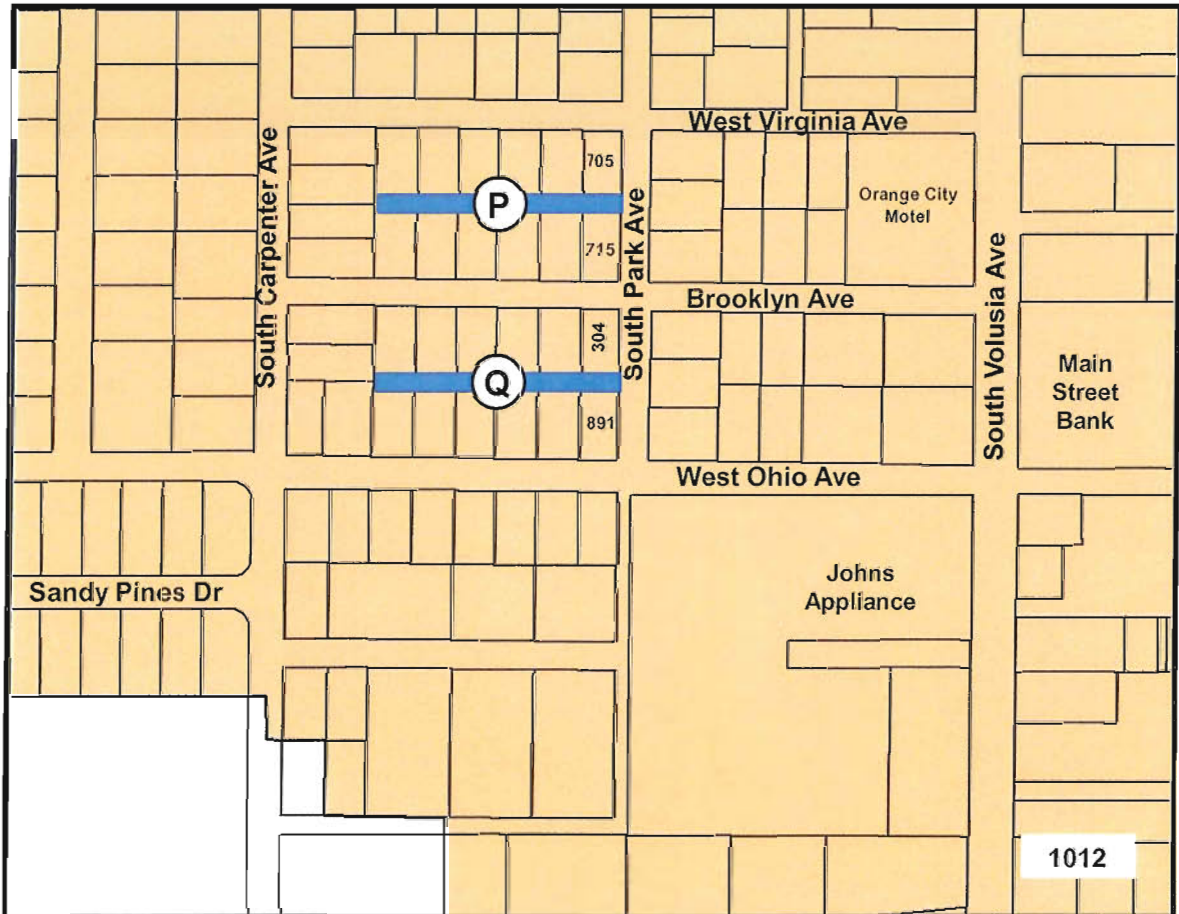 West Virginia Ave
705
P
Orange City
Motel
South Carpenter Ave
South Park Ave
715
South Volusia Ave
Brooklyn Ave
304
Q
Main
Street
Bank
891
West Ohio Ave
Sandy Pines Dr
Johns
Appliance
1012